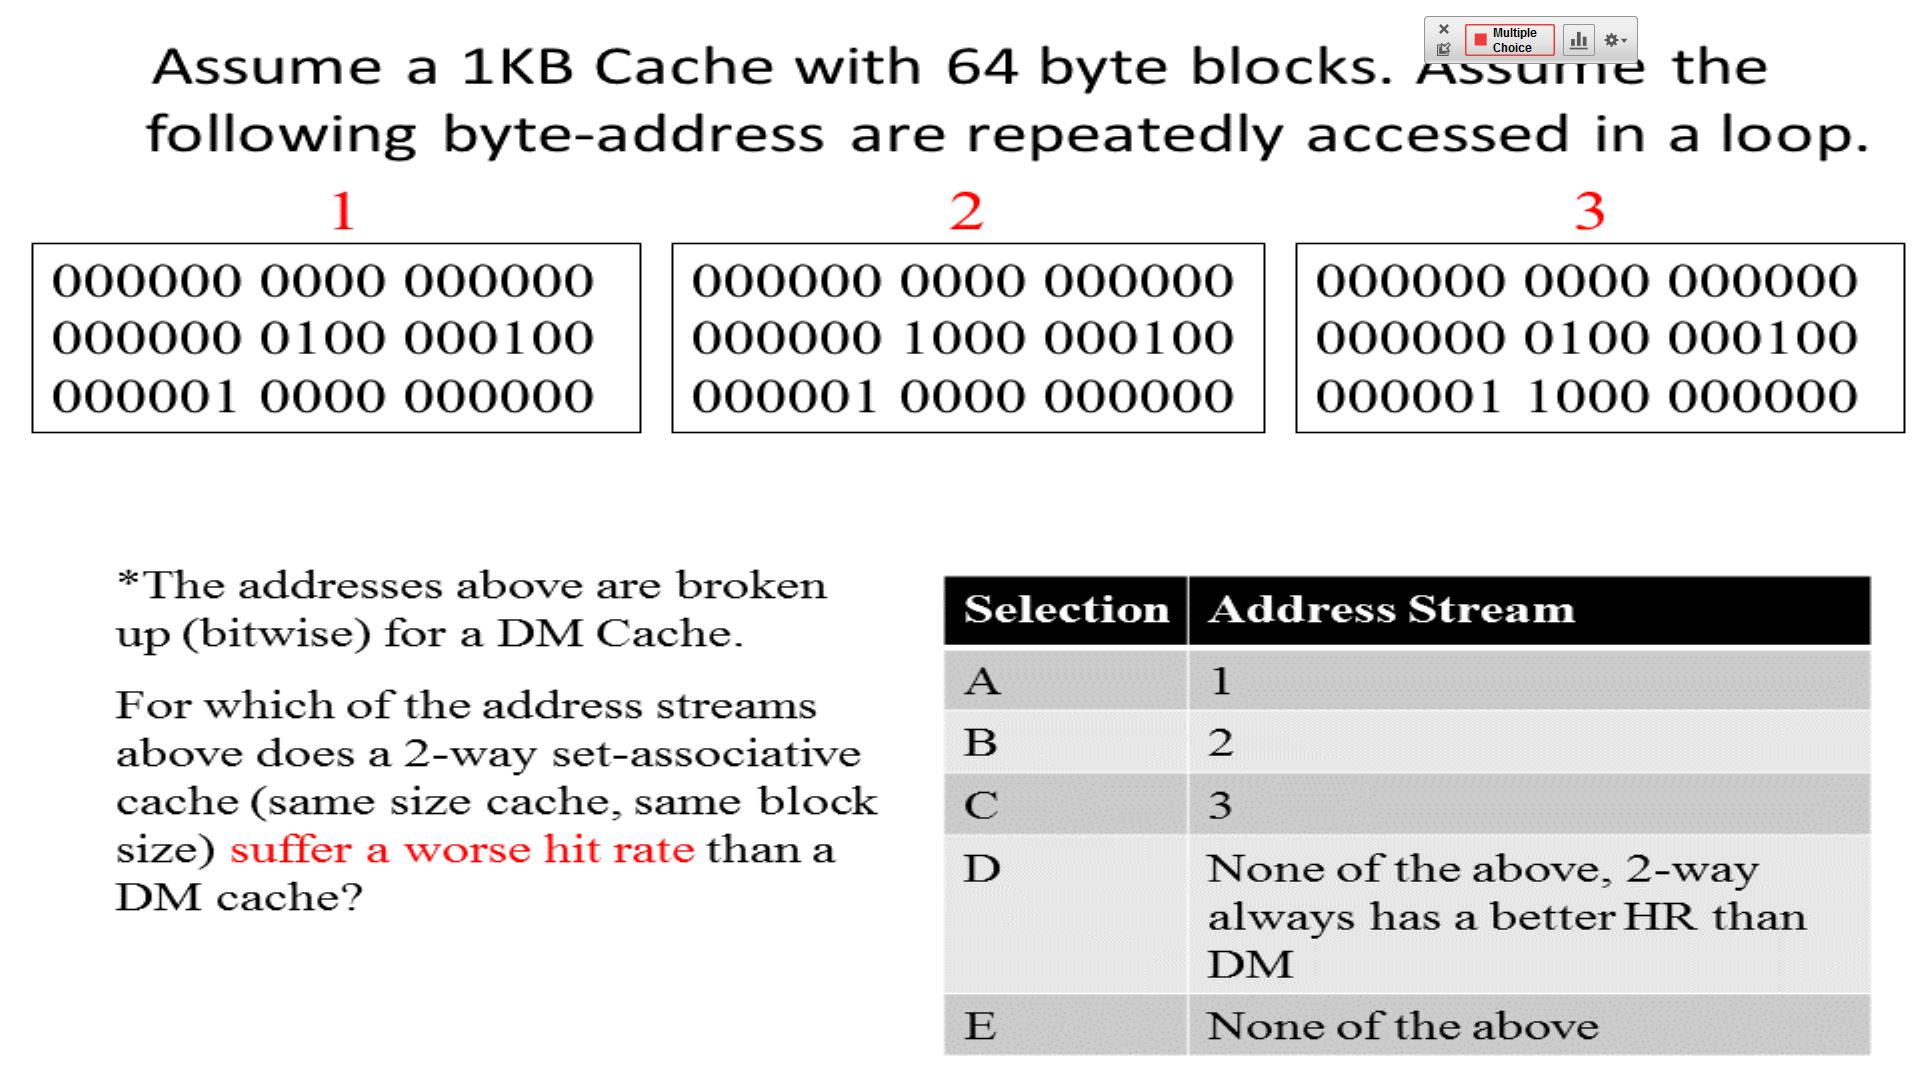 Multiple
Choice
Assume a 1KB Cache with 64 byte blocks. Assume the
following byte-address are repeatedly accessed in a loop.
1
000000 0000 000000
000000 0100 000100
000001 0000 000000
2
000000 0000 000000
000000 1000 000100
000001 0000 000000
3
000000 0000 000000
000000 0100 000100
000001 1000 000000
*The addresses above are broken
up (bitwise) for a DM Cache.
For which of the address streams
above does a 2-way set-associative
cache (same size cache, same block
size) suffer a worse hit rate than a
DM cache?
Selection Address Stream
A 1
B 2
C 3
D None of the above, 2-way
always has a better HR than
DM
E None of the above